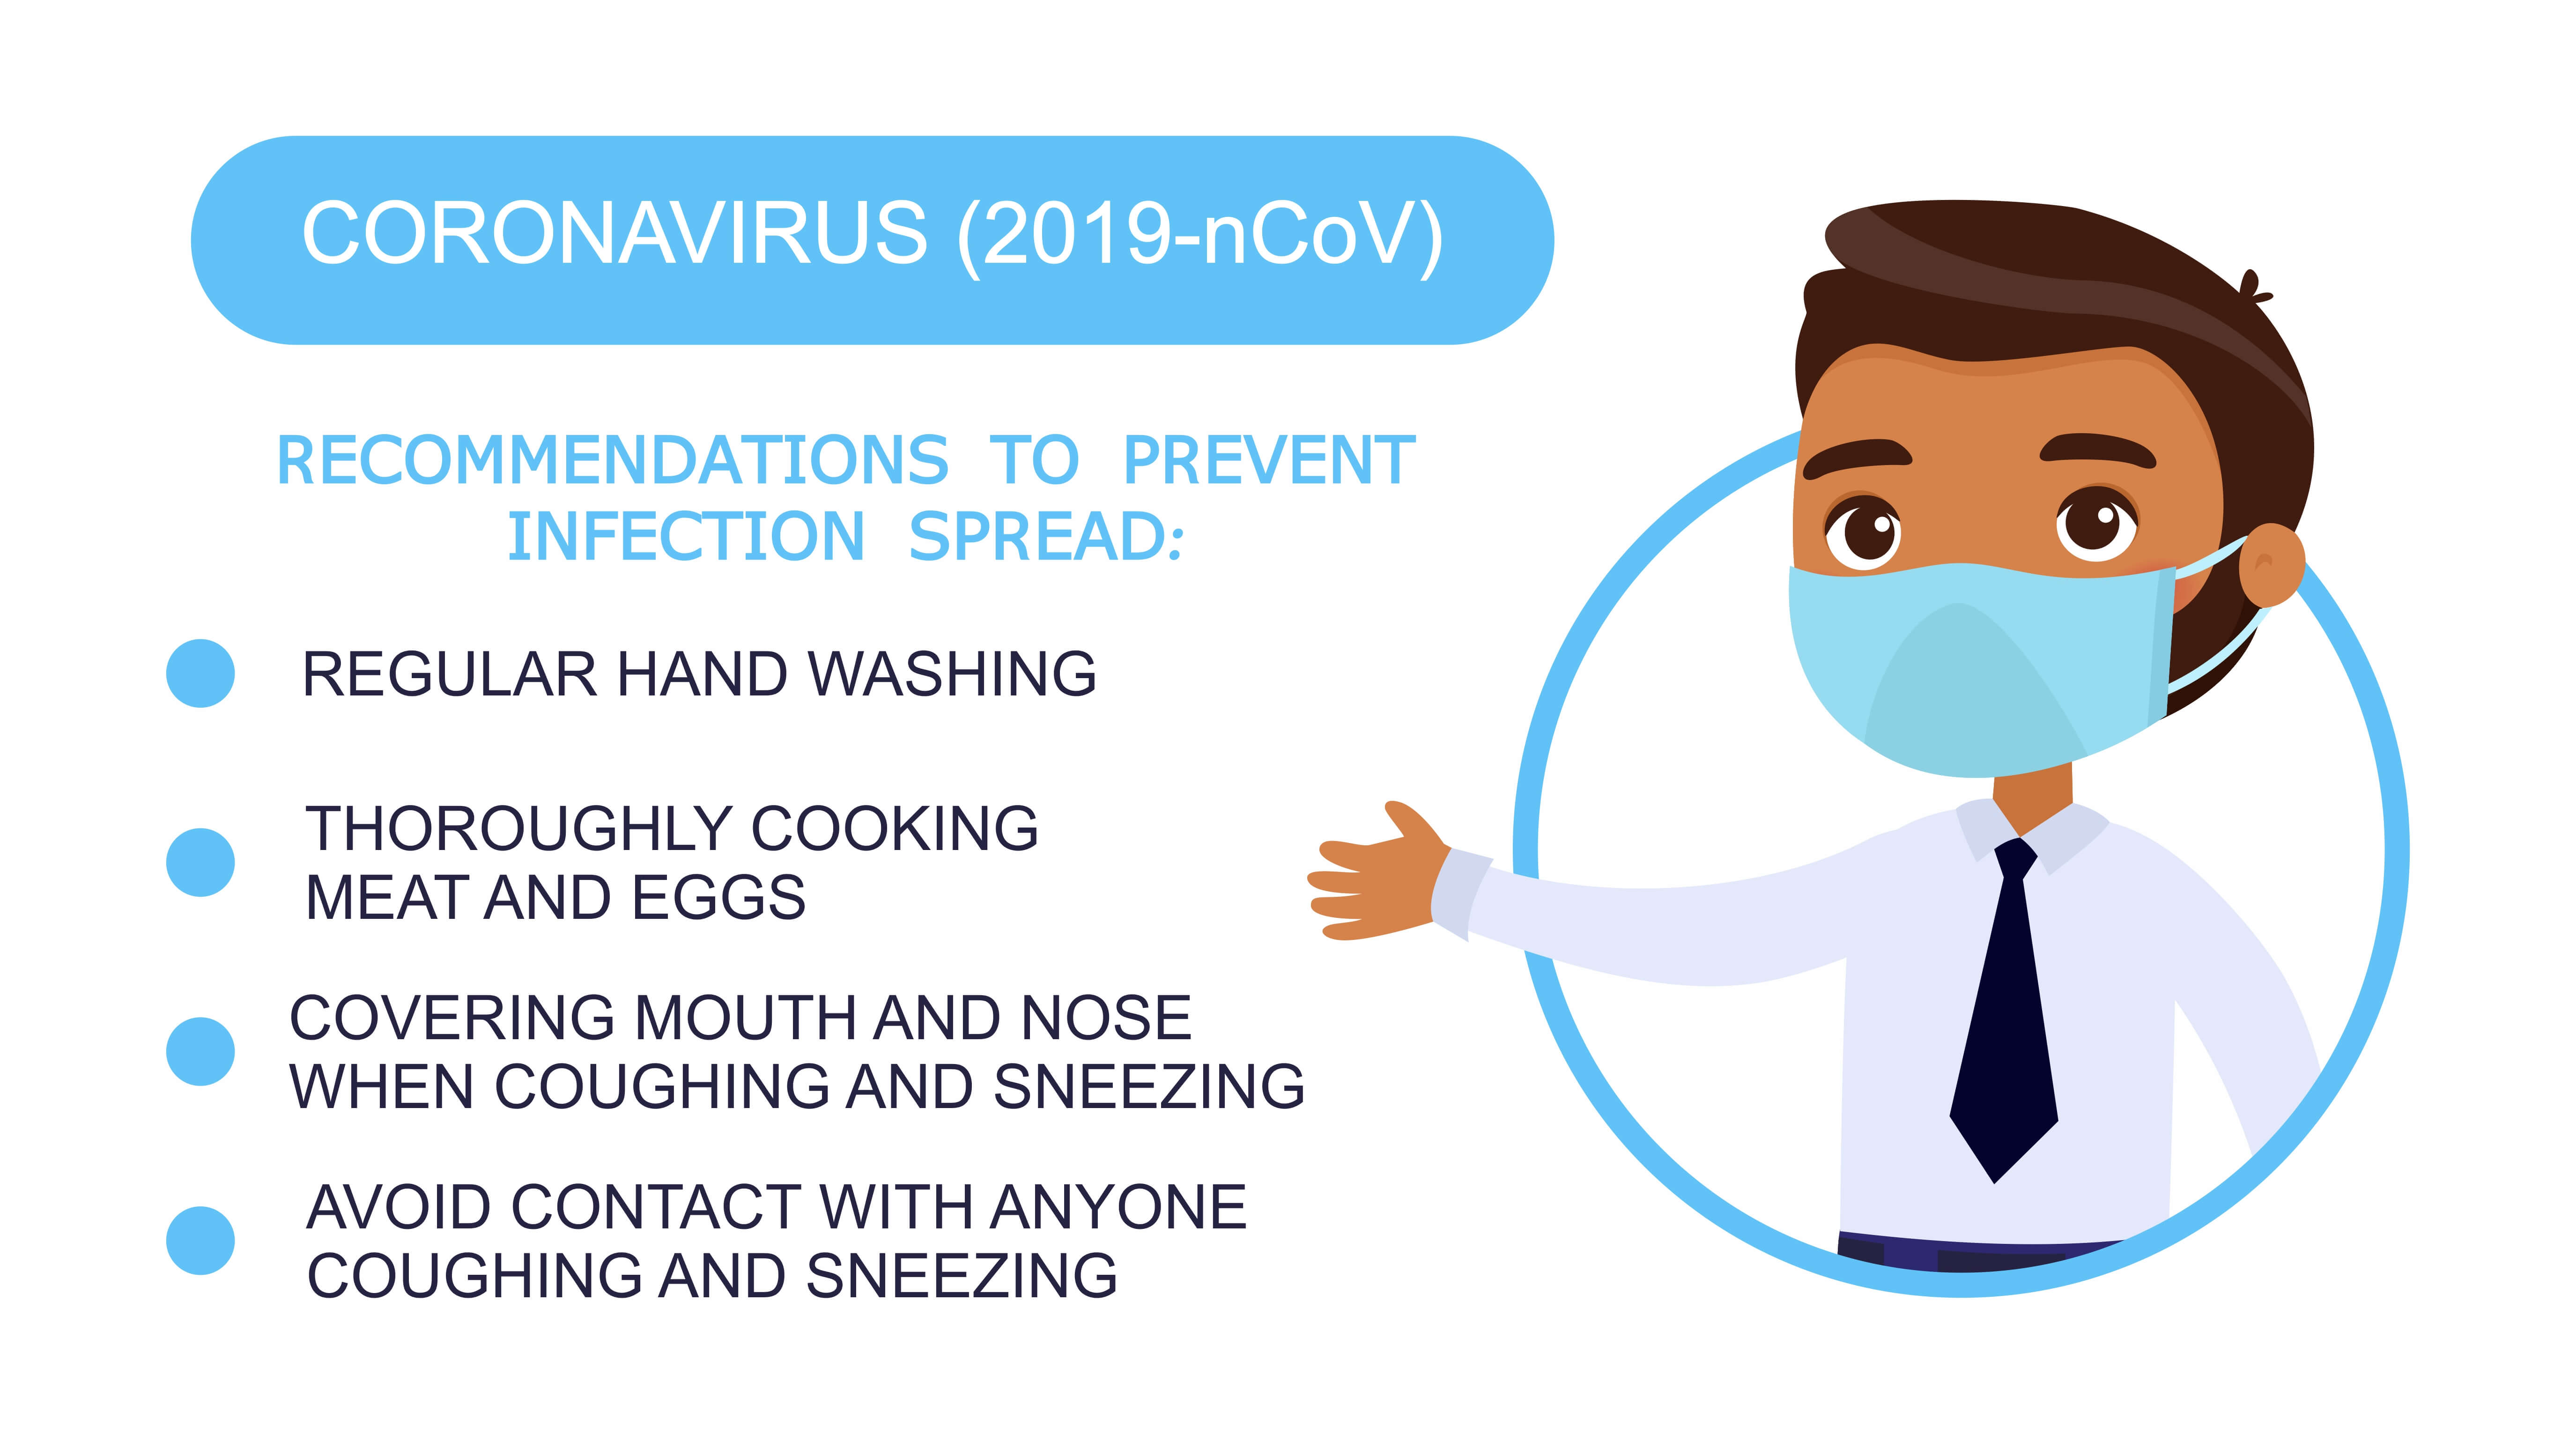 CORONAVIRUS (2019-nCoV)
RECOMMENDATIONS TO PREVENT
INFECTION SPREAD:
REGULAR HAND WASHING
THOROUGHLY COOKING
MEAT AND EGGS
COVERING MOUTH AND NOSE
WHEN COUGHING AND SNEEZING
AVOID CONTACT WITH ANYONE
COUGHING AND SNEEZING